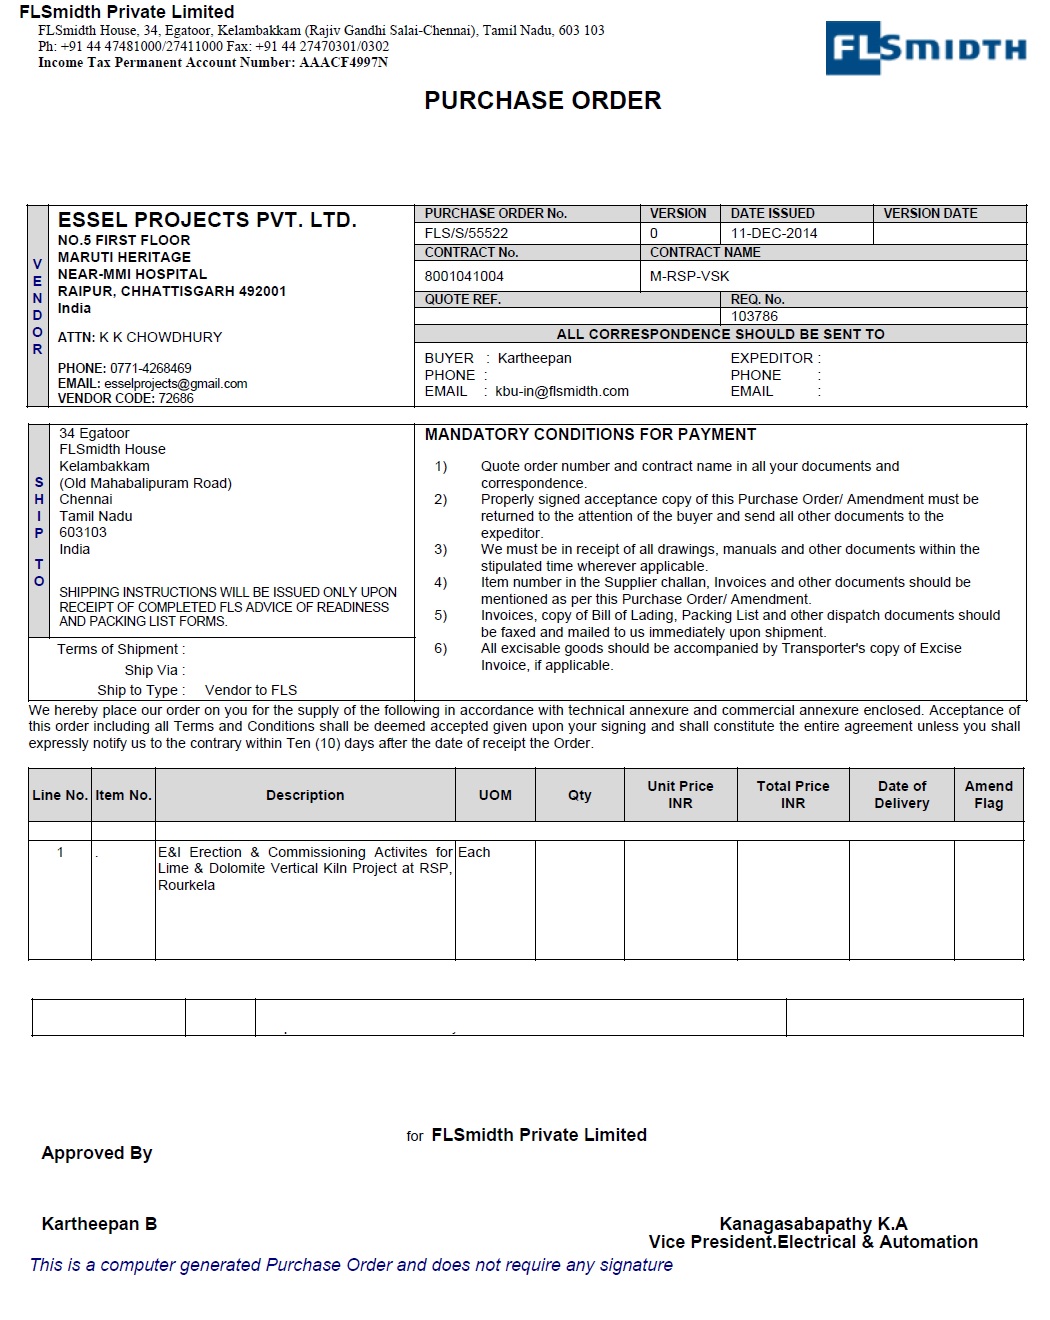 FLSmidth Private Limited
FLSmidth House, 34, Egatoor, Kelambakkam (Rajiv Gandhi Salai-Chennai), Tamil Nadu, 603 103
Ph: +91 44 47481000/27411000 Fax: +91 44 27470301/0302
Income Tax Permanent Account Number: AAACF4997N
FLSMIDTH
PURCHASE ORDER
VENDOR
ESSEL PROJECTS PVT. LTD.
NO.5 FIRST FLOOR
MARUTI HERITAGE
NEAR-MMI HOSPITAL
RAIPUR, CHHATTISGARH 492001
India
ATTN: K K CHOWDHURY
PHONE: 0771-4268469
EMAIL: esselprojects@gmail.com
VENDOR CODE: 72686
PURCHASE ORDER No. VERSION DATE ISSUED VERSION DATE
FLS/S/55522 0 11-DEC-2014
CONTRACT No. CONTRACT NAME
8001041004 M-RSP-VSK
QUOTE REF. REQ. No.
103786
ALL CORRESPONDENCE SHOULD BE SENT TO
BUYER : Kartheepan EXPEDITOR :
PHONE : PHONE :
EMAIL : kbu-in@flsmidth.com EMAIL :
SHIP TO
34 Egatoor
FLSmidth House
Kelambakkam
(Old Mahabalipuram Road)
Chennai
Tamil Nadu
603103
India
SHIPPING INSTRUCTIONS WILL BE ISSUED ONLY UPON
RECEIPT OF COMPLETED FLS ADVICE OF READINESS
AND PACKING LIST FORMS.
Terms of Shipment :
Ship Via :
Ship to Type : Vendor to FLS
MANDATORY CONDITIONS FOR PAYMENT
1) Quote order number and contract name in all your documents and
correspondence.
2) Properly signed acceptance copy of this Purchase Order/ Amendment must be
returned to the attention of the buyer and send all other documents to the
expeditor.
3) We must be in receipt of all drawings, manuals and other documents within the
stipulated time wherever applicable.
4) Item number in the Supplier challan, Invoices and other documents should be
mentioned as per this Purchase Order/ Amendment.
5) Invoices, copy of Bill of Lading, Packing List and other dispatch documents should
be faxed and mailed to us immediately upon shipment.
6) All excisable goods should be accompanied by Transporter's copy of Excise
Invoice, if applicable.
We hereby place our order on you for the supply of the following in accordance with technical annexure and commercial annexure enclosed. Acceptance of
this order including all Terms and Conditions shall be deemed accepted given upon your signing and shall constitute the entire agreement unless you shall
expressly notify us to the contrary within Ten (10) days after the date of receipt the Order.
Line No. Item No. Description UOM Qty Unit Price INR Total Price INR Date of Delivery Amend Flag
1 . E&I Erection & Commissioning Activites for Each
Lime & Dolomite Vertical Kiln Project at RSP,
Rourkela
for FLSmidth Private Limited
Approved By
Kartheepan B Kanagasabapathy K.A
Vice President.Electrical & Automation
This is a computer generated Purchase Order and does not require any signature